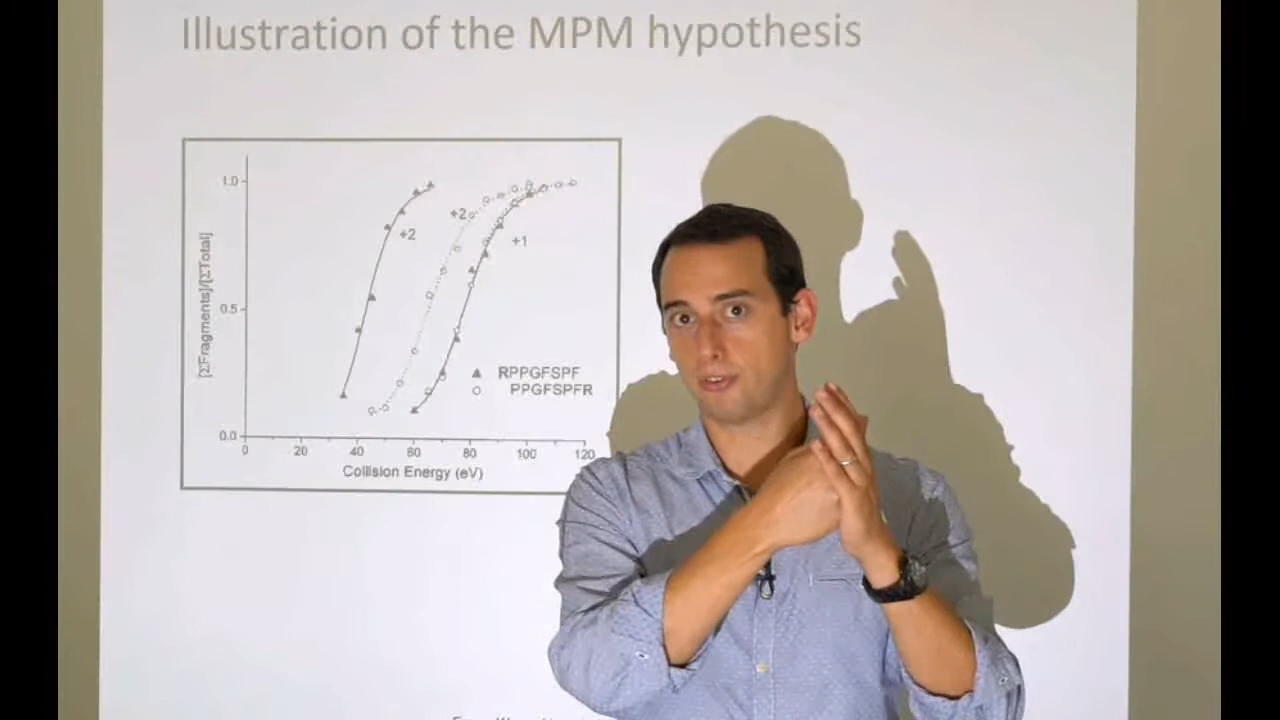 Illustration of the MPM hypothesis
1.0
+2
+2
+1
[ΣFragments]/[ΣTotal]
0.5
▲ RPPGFSPF
○ PPGFSPFR
0.0
0 20 40 60 80 100 120
Collision Energy (eV)